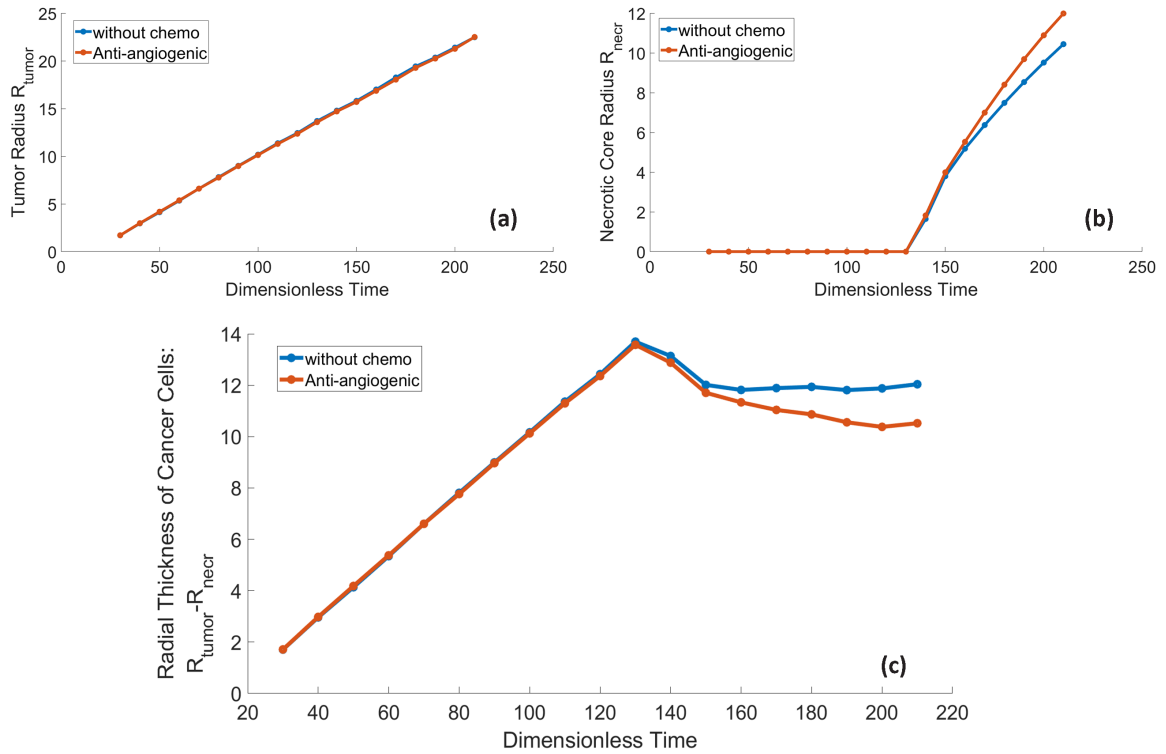 25
20
15
10
5
0
Tumor Radius R_tumor
without chemo
Anti-angiogenic
(a)
0
50
100
150
200
250
Dimensionless Time
12
10
8
6
4
2
0
Necrotic Core Radius R_necr
without chemo
Anti-angiogenic
(b)
0
50
100
150
200
250
Dimensionless Time
14
12
10
8
6
4
2
0
Radial Thickness of Cancer Cells:
R_tumor-R_necr
without chemo
Anti-angiogenic
(c)
20
40
60
80
100
120
140
160
180
200
220
Dimensionless Time